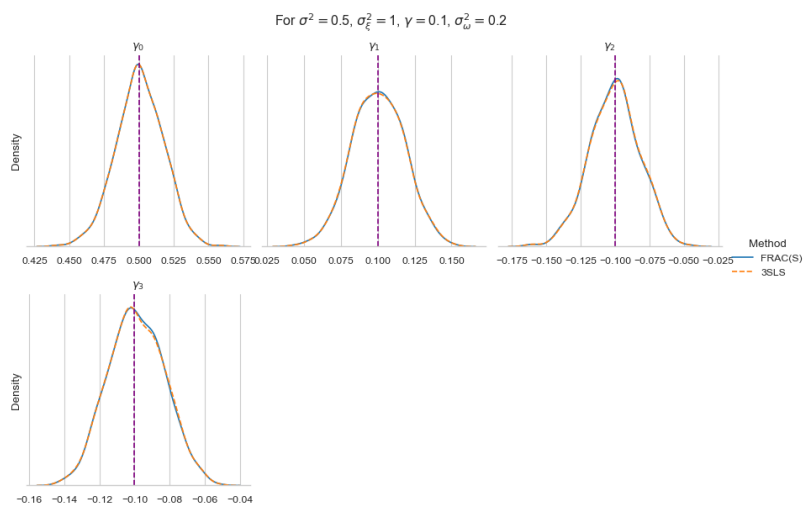 For σ² = 0.5, σ_ξ² = 1, γ = 0.1, σ_ω² = 0.2
γ₀
γ₁
γ₂
Density
0.425 0.450 0.475 0.500 0.525 0.550 0.575
0.025 0.050 0.075 0.100 0.125 0.150
−0.175 −0.150 −0.125 −0.100 −0.075 −0.050 −0.025
Method
FRAC(S)
3SLS
γ₃
Density
−0.16 −0.14 −0.12 −0.10 −0.08 −0.06 −0.04